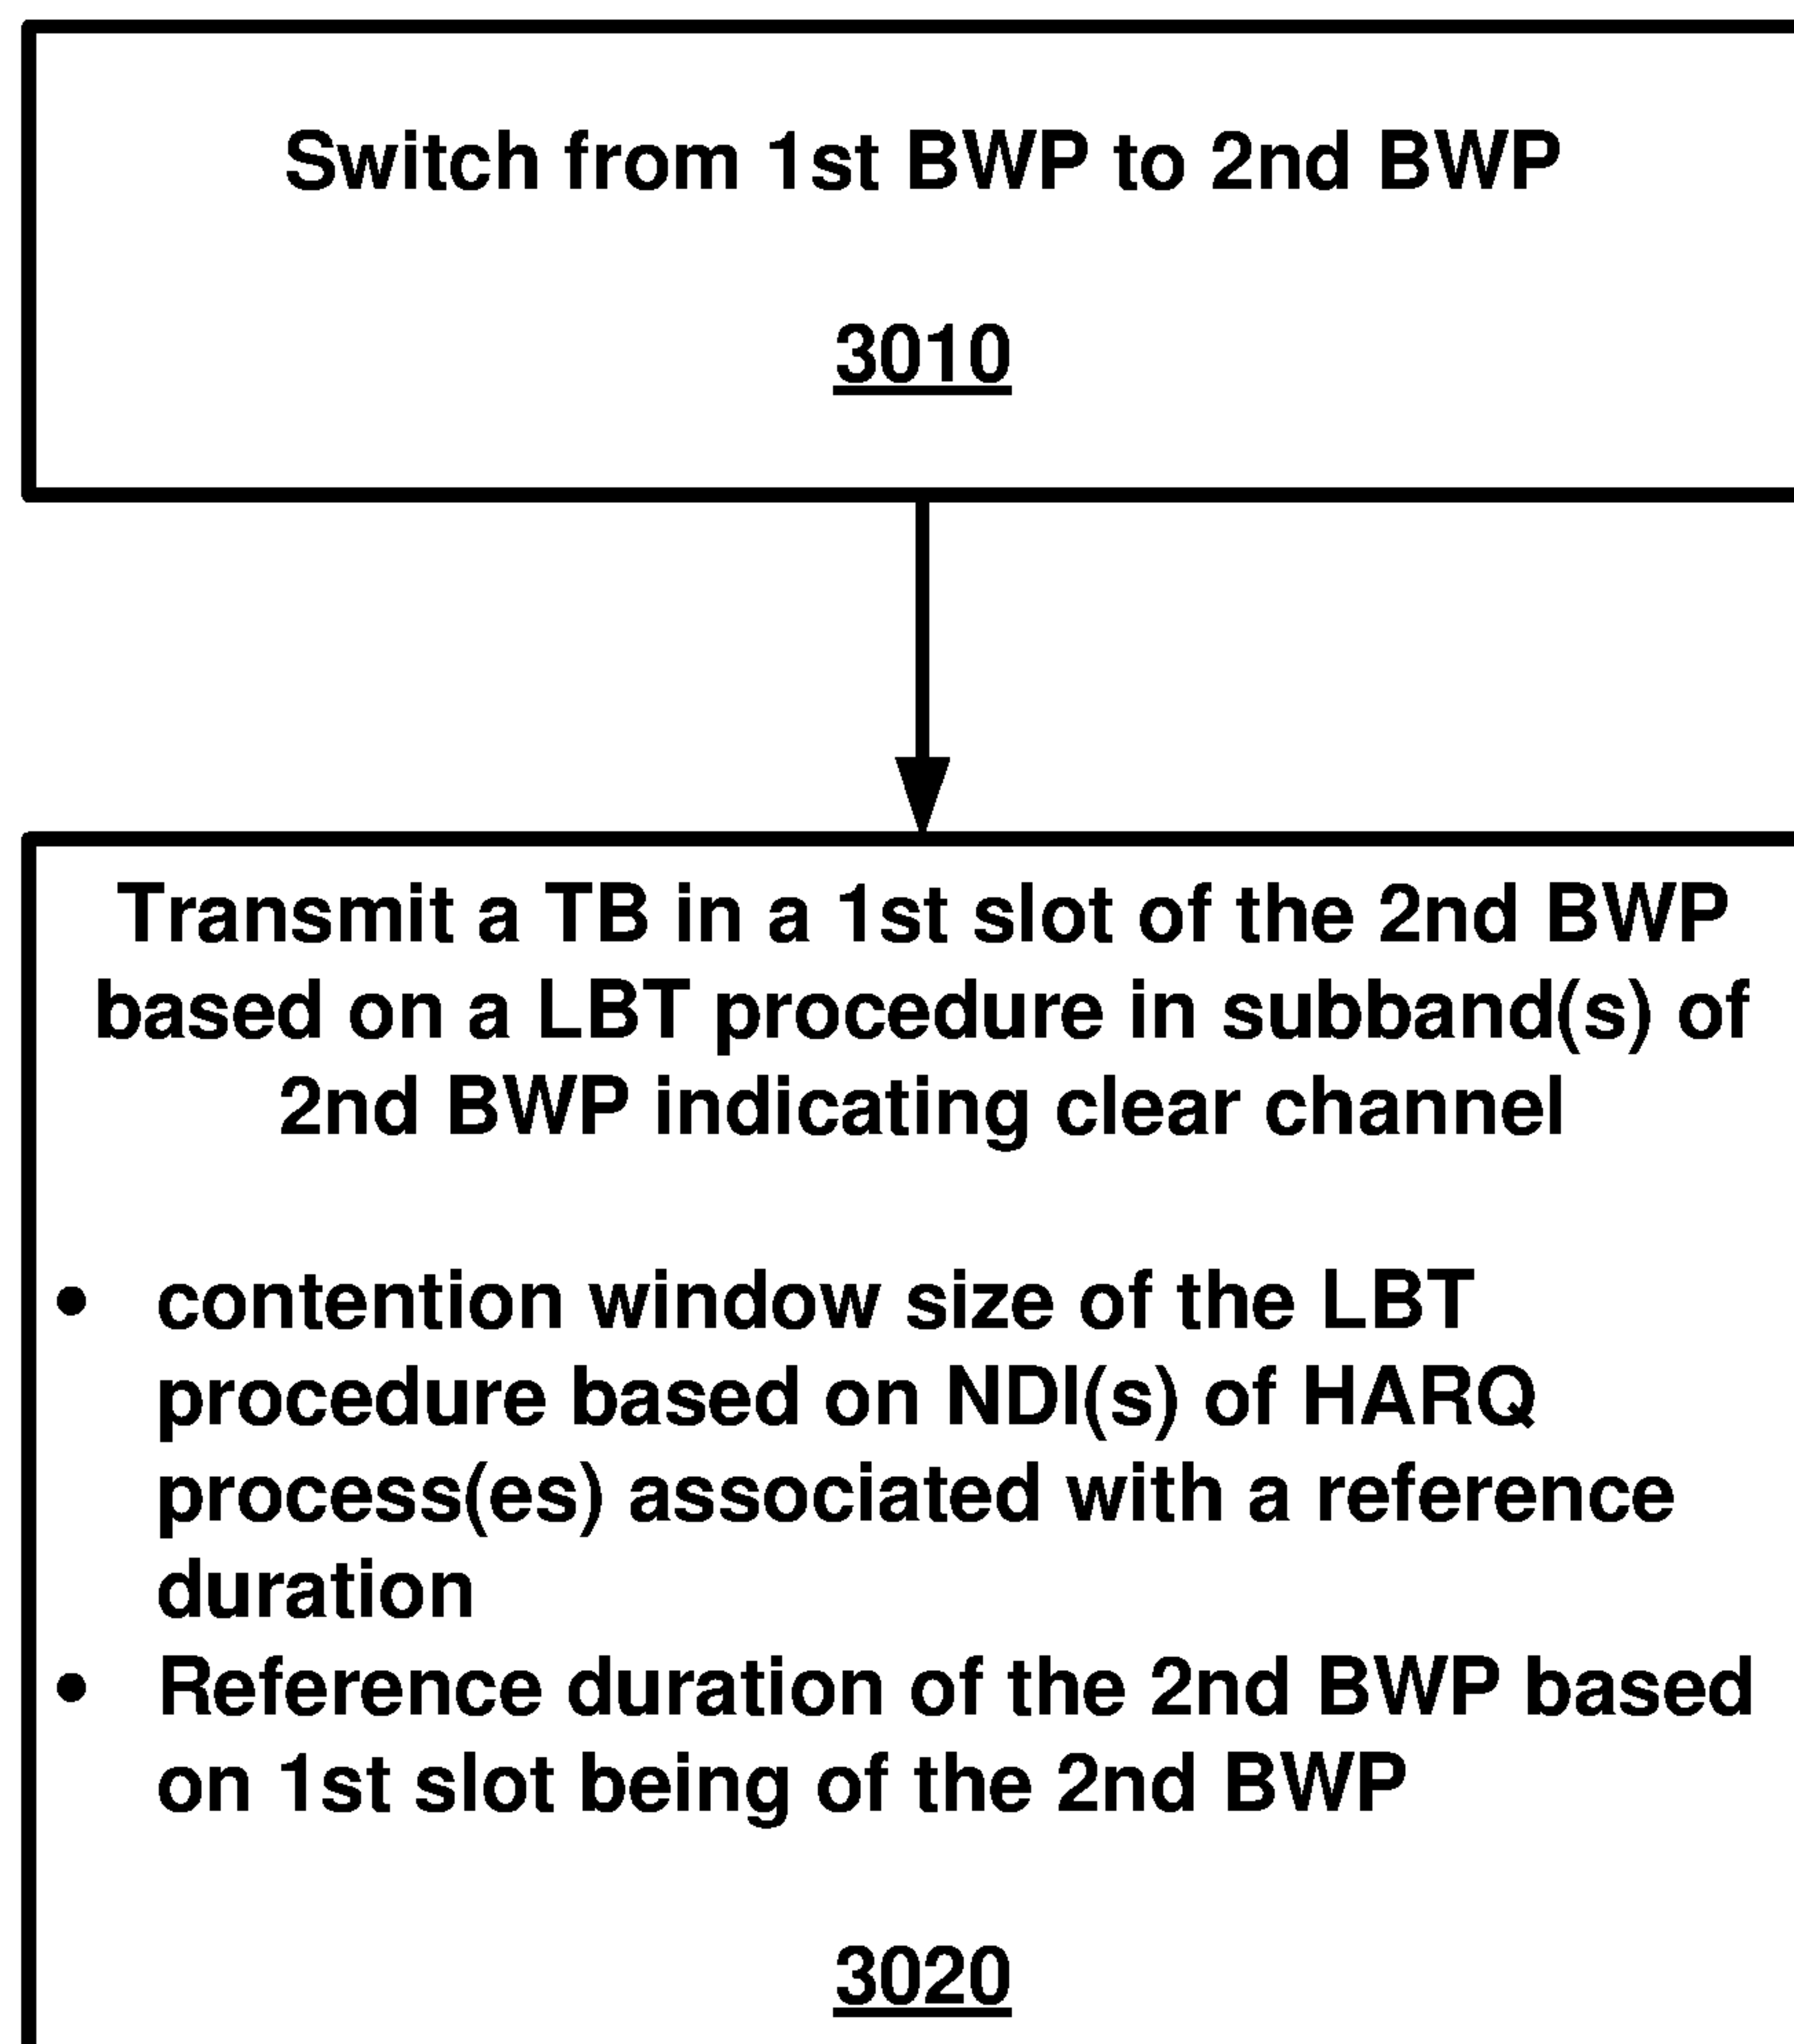 Switch from 1st BWP to 2nd BWP
3010
Transmit a TB in a 1st slot of the 2nd BWP
based on a LBT procedure in subband(s) of
2nd BWP indicating clear channel
• contention window size of the LBT
procedure based on NDI(s) of HARQ
process(es) associated with a reference
duration
• Reference duration of the 2nd BWP based
on 1st slot being of the 2nd BWP
3020